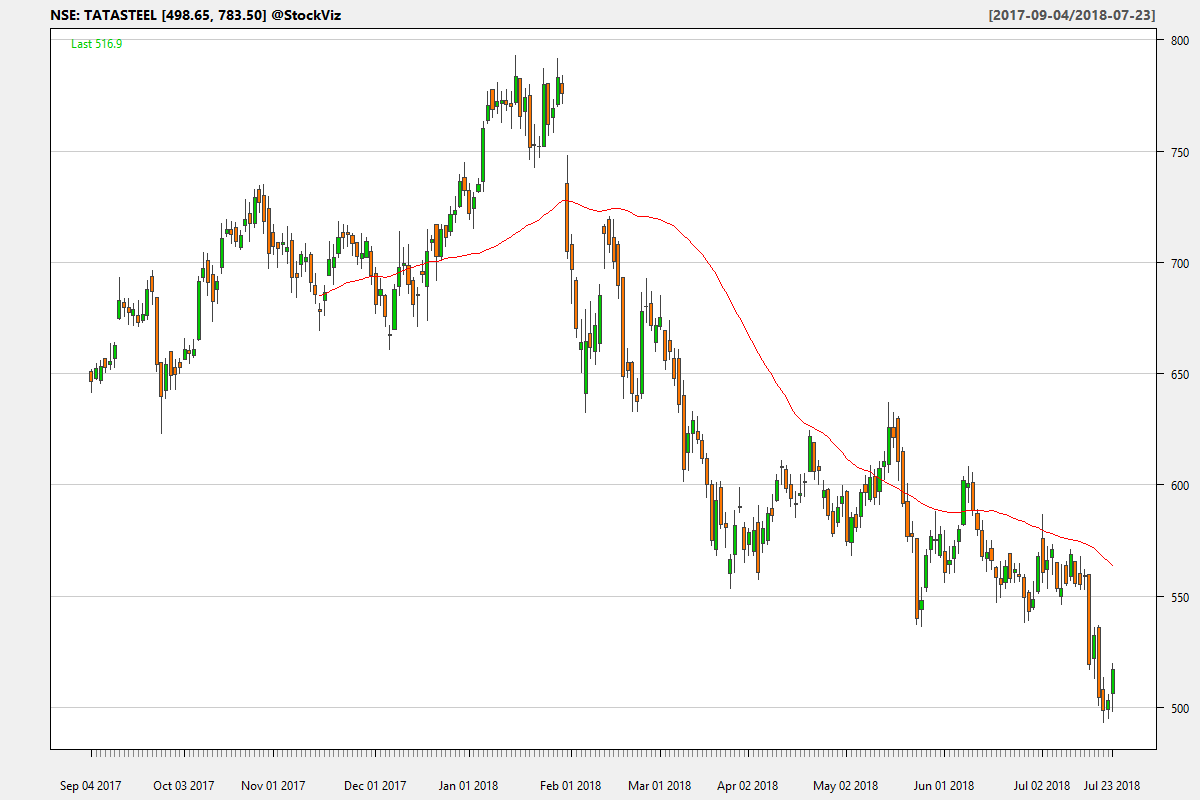 NSE: TATASTEEL [498.65, 783.50] @StockViz
[2017-09-04/2018-07-23]
Last 516.9
800
750
700
650
600
550
500
Sep 04 2017 Oct 03 2017 Nov 01 2017 Dec 01 2017 Jan 01 2018 Feb 01 2018 Mar 01 2018 Apr 02 2018 May 02 2018 Jun 01 2018 Jul 02 2018 Jul 23 2018